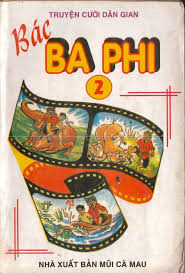 TRUYỆN CƯỜI DÂN GIAN
Bác
BA PHI
2
NHÀ XUẤT BẢN MŨI CÀ MAU